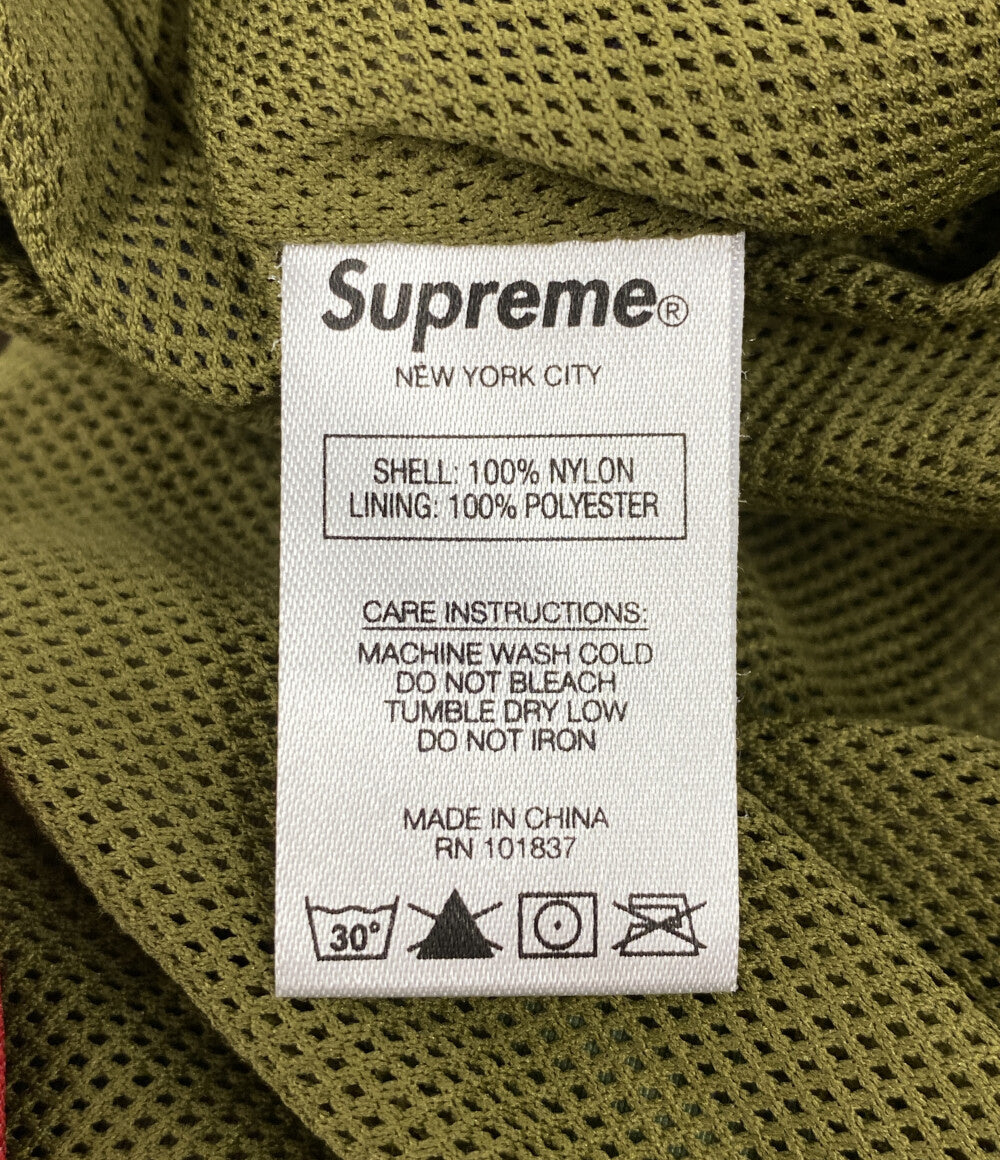 Supreme®
NEW YORK CITY
SHELL: 100% NYLON
LINING: 100% POLYESTER
CARE INSTRUCTIONS:
MACHINE WASH COLD
DO NOT BLEACH
TUMBLE DRY LOW
DO NOT IRON
MADE IN CHINA
RN 101837
30°